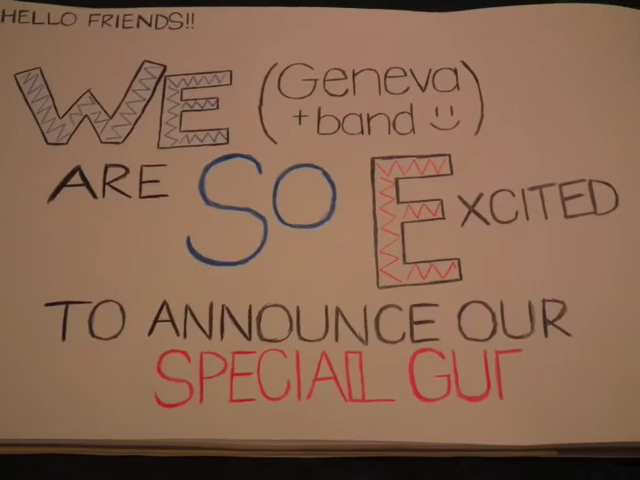 HELLO FRIENDS!!
WE (Geneva
+ band :))
ARE SO EXCITED
TO ANNOUNCE OUR
SPECIAL